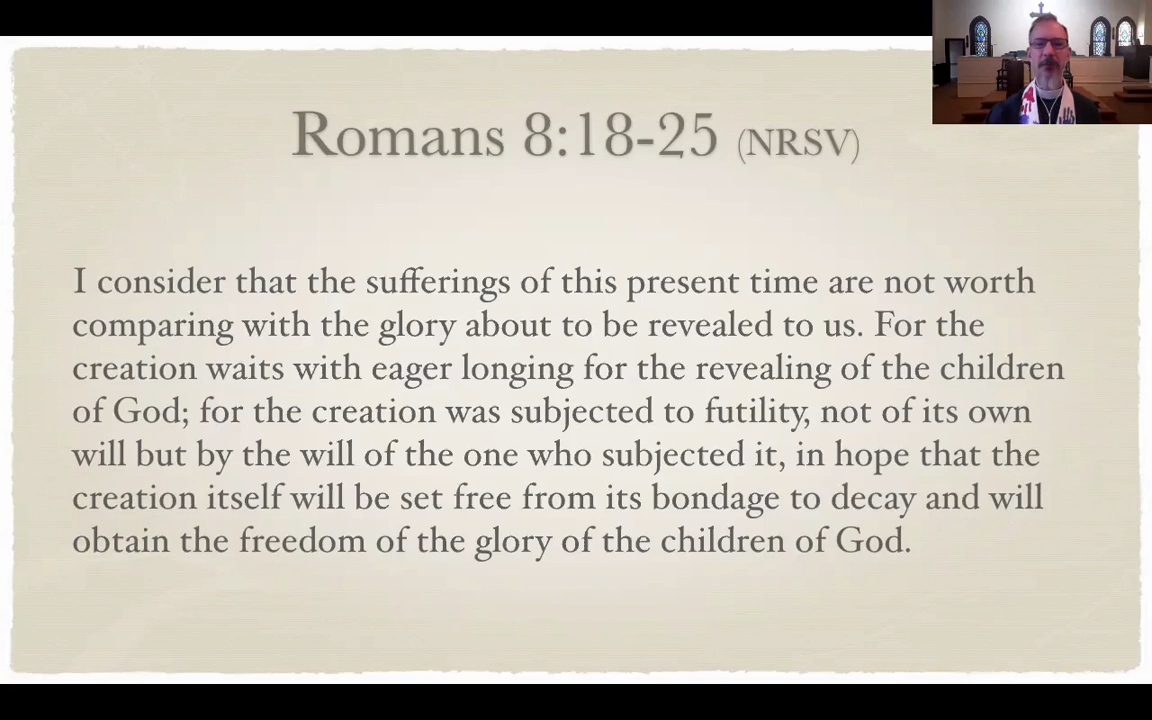 Romans 8:18-25 (NRSV)
I consider that the sufferings of this present time are not worth
comparing with the glory about to be revealed to us. For the
creation waits with eager longing for the revealing of the children
of God; for the creation was subjected to futility, not of its own
will but by the will of the one who subjected it, in hope that the
creation itself will be set free from its bondage to decay and will
obtain the freedom of the glory of the children of God.